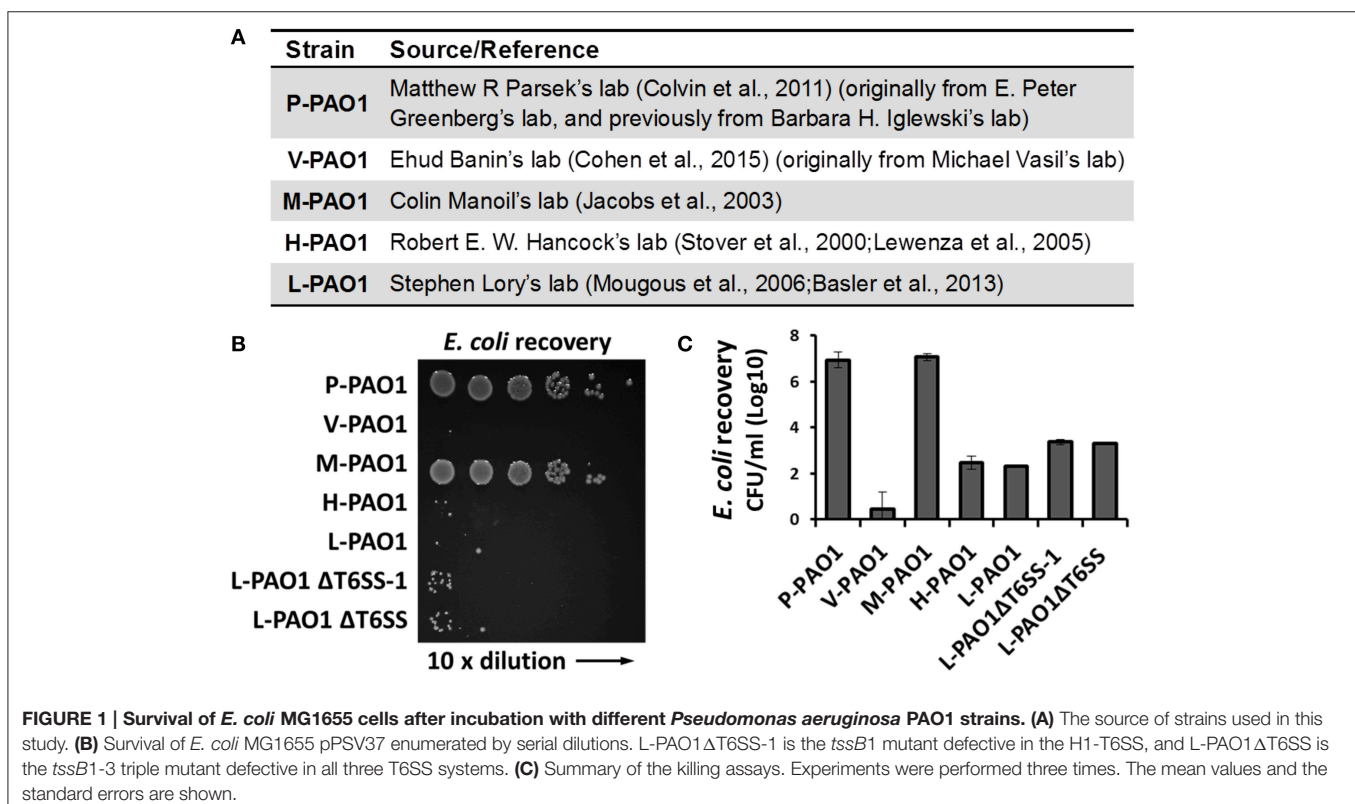 A
Strain Source/Reference
P-PAO1 Matthew R Parsek's lab (Colvin et al., 2011) (originally from E. Peter
Greenberg's lab, and previously from Barbara H. Iglewski's lab)
V-PAO1 Ehud Banin's lab (Cohen et al., 2015) (originally from Michael Vasil's lab)
M-PAO1 Colin Manoil's lab (Jacobs et al., 2003)
H-PAO1 Robert E. W. Hancock's lab (Stover et al., 2000;Lewenza et al., 2005)
L-PAO1 Stephen Lory's lab (Mougous et al., 2006;Basler et al., 2013)
B
E. coli recovery
P-PAO1
V-PAO1
M-PAO1
H-PAO1
L-PAO1
L-PAO1 ΔT6SS-1
L-PAO1 ΔT6SS
10 x dilution
C
E. coli recovery
CFU/ml (Log10)
8
6
4
2
0
P-PAO1
V-PAO1
M-PAO1
H-PAO1
L-PAO1
L-PAO1ΔT6SS-1
L-PAO1ΔT6SS
FIGURE 1 | Survival of E. coli MG1655 cells after incubation with different Pseudomonas aeruginosa PAO1 strains. (A) The source of strains used in this
study. (B) Survival of E. coli MG1655 pPSV37 enumerated by serial dilutions. L-PAO1ΔT6SS-1 is the tssB1 mutant defective in the H1-T6SS, and L-PAO1ΔT6SS is
the tssB1-3 triple mutant defective in all three T6SS systems. (C) Summary of the killing assays. Experiments were performed three times. The mean values and the
standard errors are shown.